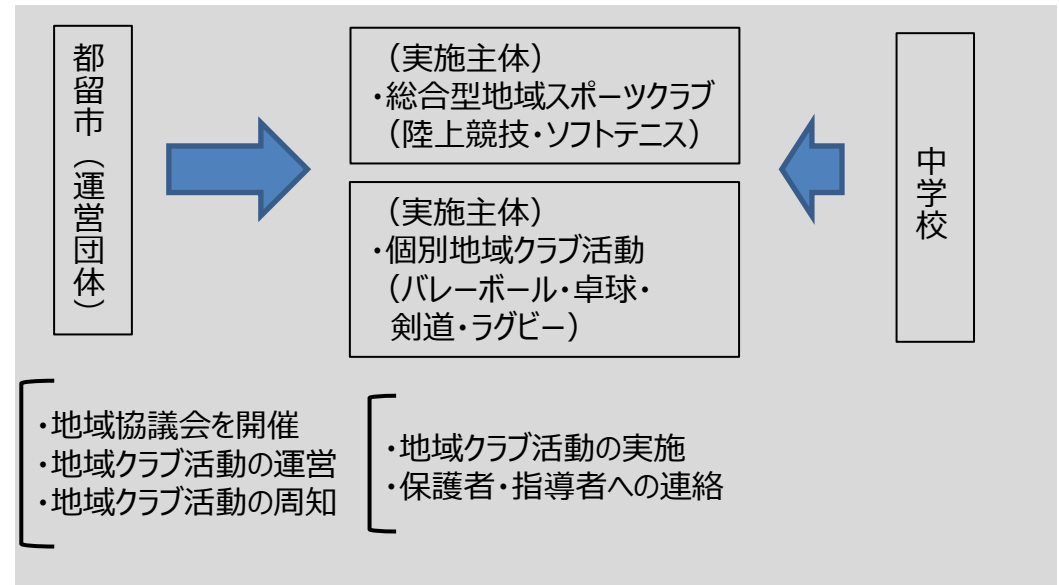 都留市（運営団体）
（実施主体）
・総合型地域スポーツクラブ
（陸上競技・ソフトテニス）
（実施主体）
・個別地域クラブ活動
（バレーボール・卓球・
剣道・ラグビー）
中学校
・地域協議会を開催
・地域クラブ活動の運営
・地域クラブ活動の周知
・地域クラブ活動の実施
・保護者・指導者への連絡